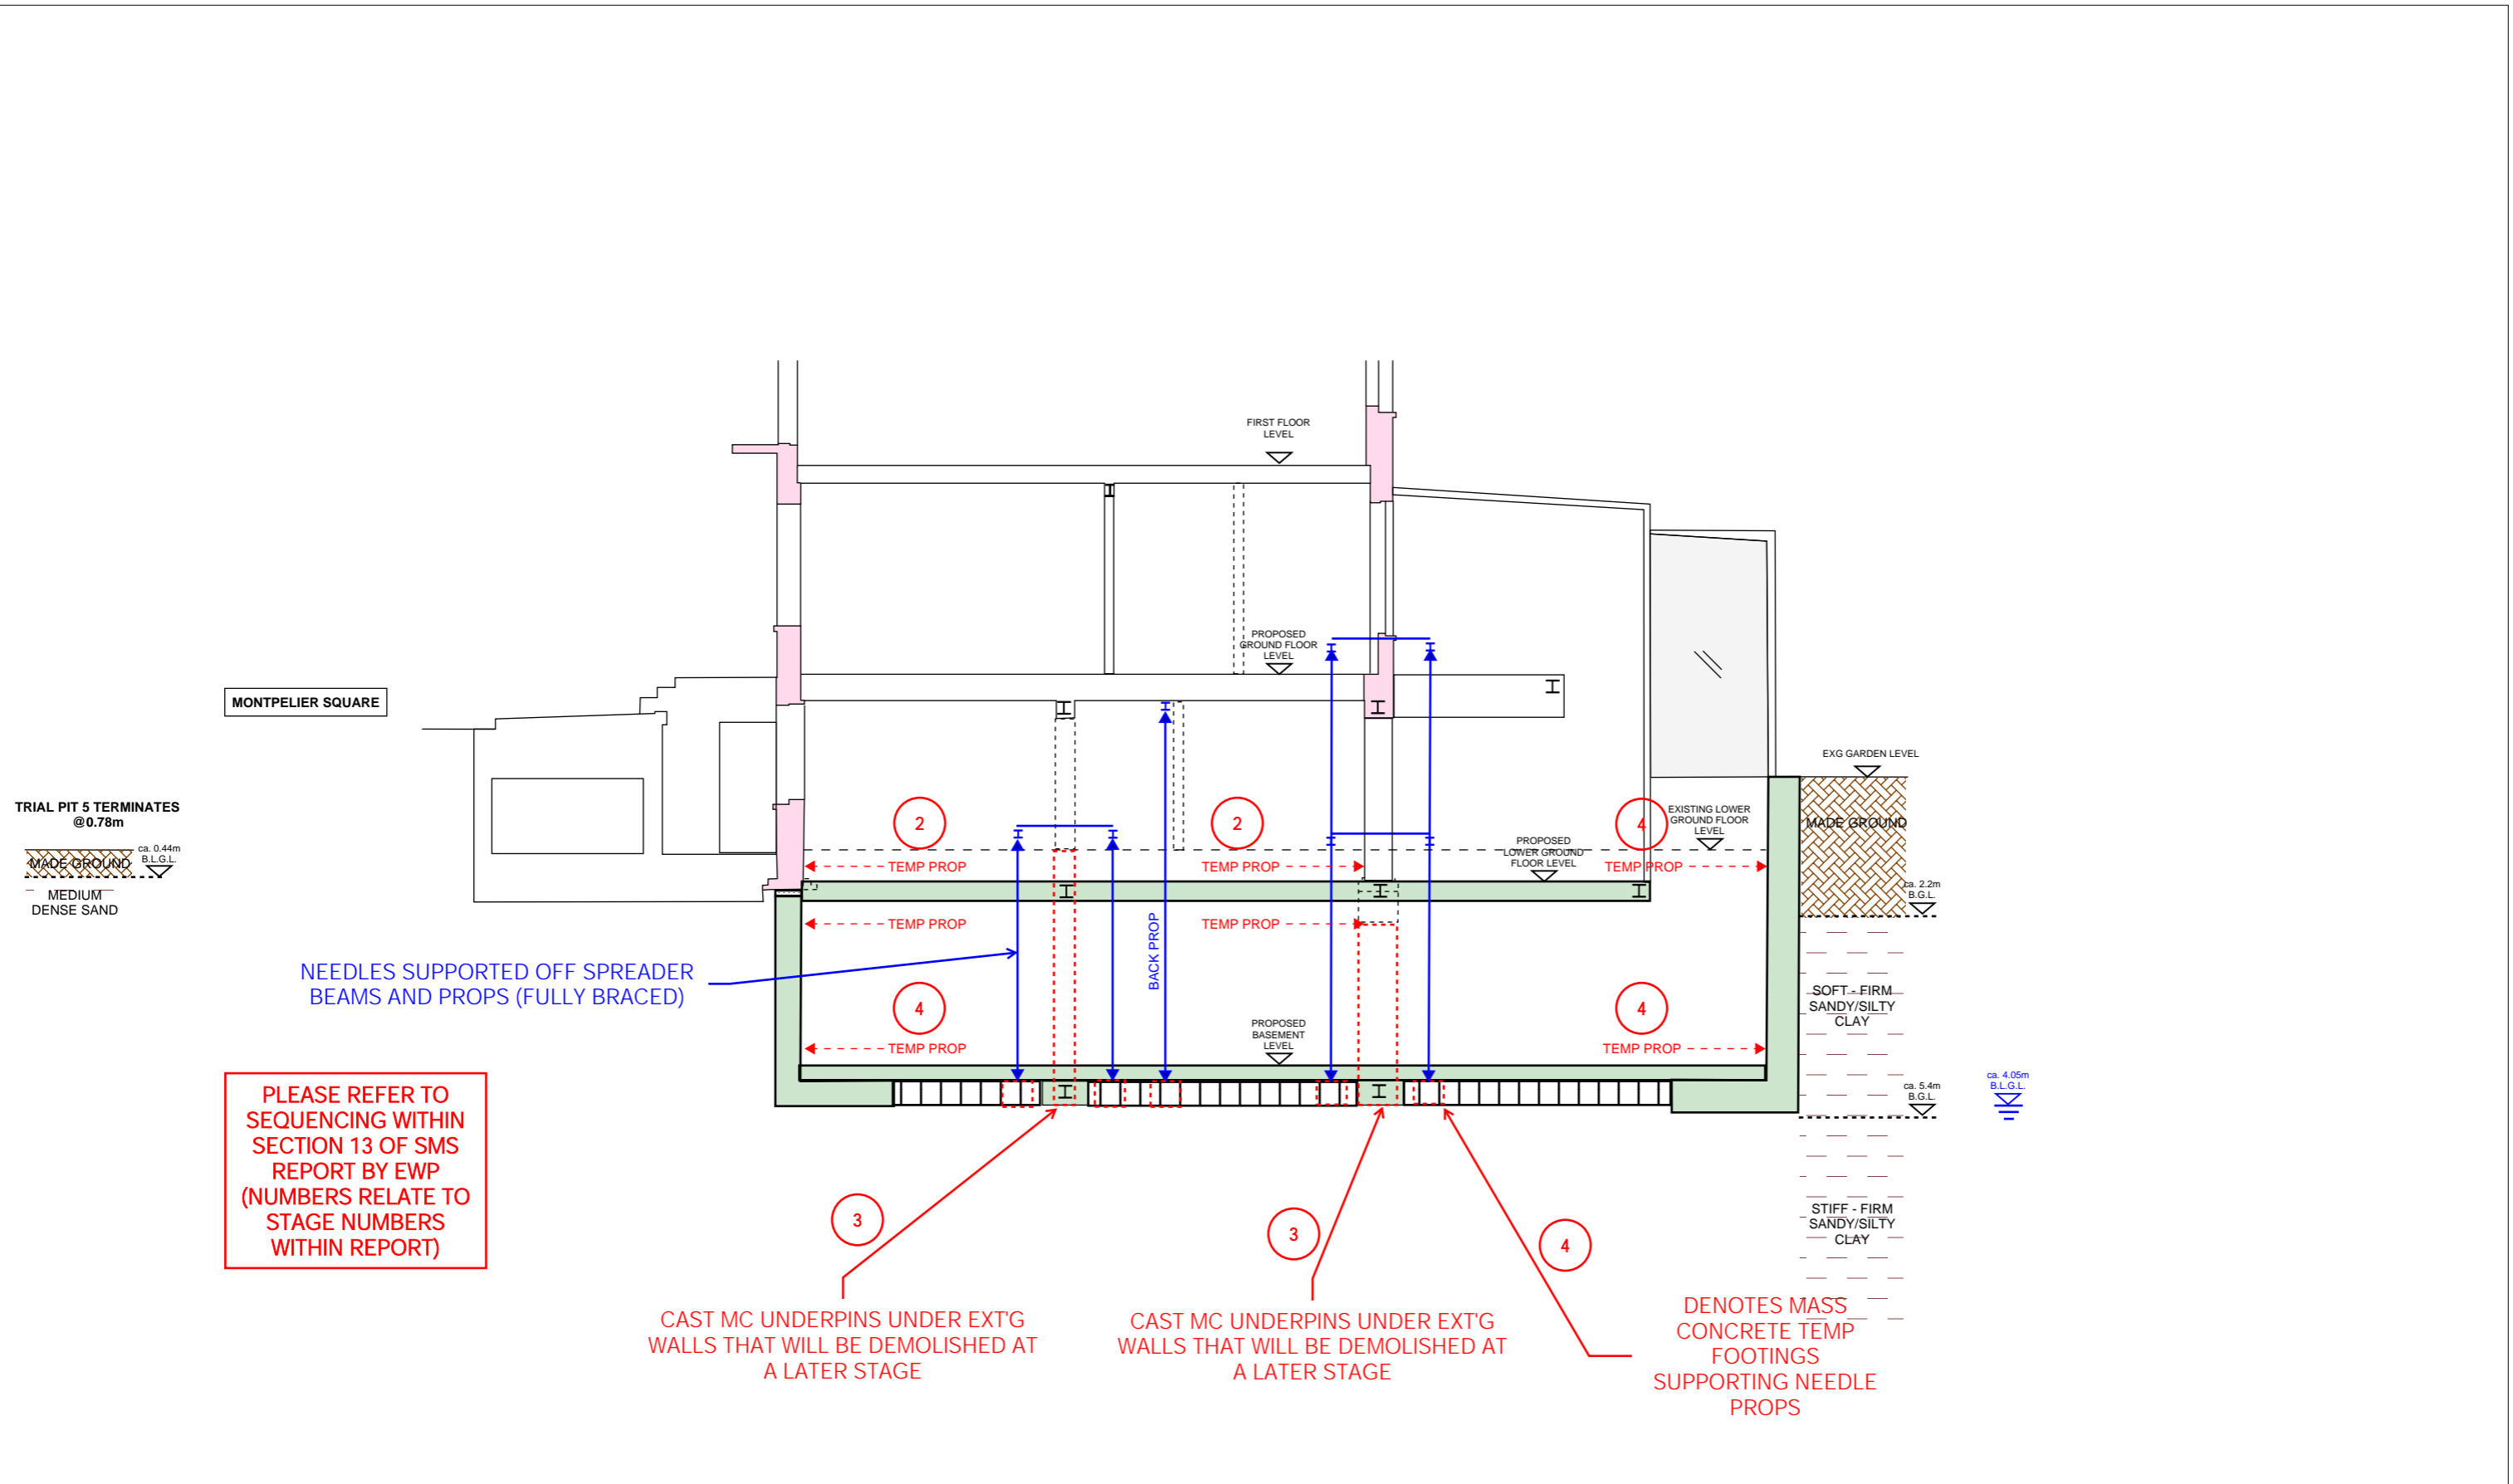 FIRST FLOOR
LEVEL
PROPOSED
GROUND FLOOR
LEVEL
MONTPELIER SQUARE
EXG GARDEN LEVEL
TRIAL PIT 5 TERMINATES
@0.78m
MADE GROUND
ca. 0.44m
B.L.G.L.
MEDIUM
DENSE SAND
2
2
4
EXISTING LOWER
GROUND FLOOR
LEVEL
PROPOSED
LOWER GROUND
FLOOR LEVEL
MADE GROUND
TEMP PROP
TEMP PROP
TEMP PROP
ca. 2.2m
B.G.L.
TEMP PROP
TEMP PROP
BACK PROP
NEEDLES SUPPORTED OFF SPREADER
BEAMS AND PROPS (FULLY BRACED)
4
4
SOFT - FIRM
SANDY/SILTY
CLAY
PROPOSED
BASEMENT
LEVEL
TEMP PROP
TEMP PROP
ca. 5.4m
B.G.L.
ca. 4.05m
B.L.G.L.
PLEASE REFER TO
SEQUENCING WITHIN
SECTION 13 OF SMS
REPORT BY EWP
(NUMBERS RELATE TO
STAGE NUMBERS
WITHIN REPORT)
STIFF - FIRM
SANDY/SILTY
CLAY
3
3
4
CAST MC UNDERPINS UNDER EXT'G
WALLS THAT WILL BE DEMOLISHED AT
A LATER STAGE
CAST MC UNDERPINS UNDER EXT'G
WALLS THAT WILL BE DEMOLISHED AT
A LATER STAGE
DENOTES MASS
CONCRETE TEMP
FOOTINGS
SUPPORTING NEEDLE
PROPS